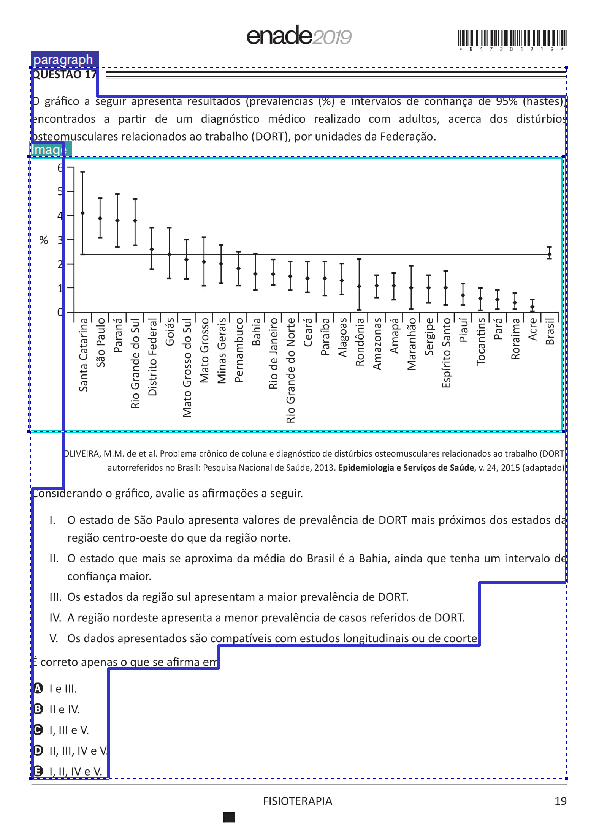 enade2019
paragraph
QUESTÃO 17
O gráfico a seguir apresenta resultados (prevalências (%) e intervalos de confiança de 95% (hastes)
encontrados a partir de um diagnóstico médico realizado com adultos, acerca dos distúrbios
osteomusculares relacionados ao trabalho (DORT), por unidades da Federação.
Image
6
5
4
% 3
2
1
0
Santa Catarina
São Paulo
Paraná
Rio Grande do Sul
Distrito Federal
Goiás
Mato Grosso do Sul
Mato Grosso
Minas Gerais
Pernambuco
Bahia
Rio de Janeiro
Rio Grande do Norte
Ceará
Paraíba
Alagoas
Rondônia
Amazonas
Amapá
Maranhão
Sergipe
Espírito Santo
Piauí
Tocantins
Pará
Roraima
Acre
Brasil
OLIVEIRA, M.M. de et al. Problema crônico de coluna e diagnóstico de distúrbios osteomusculares relacionados ao trabalho (DORT)
autorreferidos no Brasil: Pesquisa Nacional de Saúde, 2013. Epidemiologia e Serviços de Saúde, v. 24, 2015 (adaptado)
Considerando o gráfico, avalie as afirmações a seguir.
I. O estado de São Paulo apresenta valores de prevalência de DORT mais próximos dos estados da
região centro-oeste do que da região norte.
II. O estado que mais se aproxima da média do Brasil é a Bahia, ainda que tenha um intervalo de
confiança maior.
III. Os estados da região sul apresentam a maior prevalência de DORT.
IV. A região nordeste apresenta a menor prevalência de casos referidos de DORT.
V. Os dados apresentados são compatíveis com estudos longitudinais ou de coorte.
É correto apenas o que se afirma em
A I e III.
B II e IV.
C I, III e V.
D II, III, IV e V.
E I, II, IV e V.
FISIOTERAPIA 19